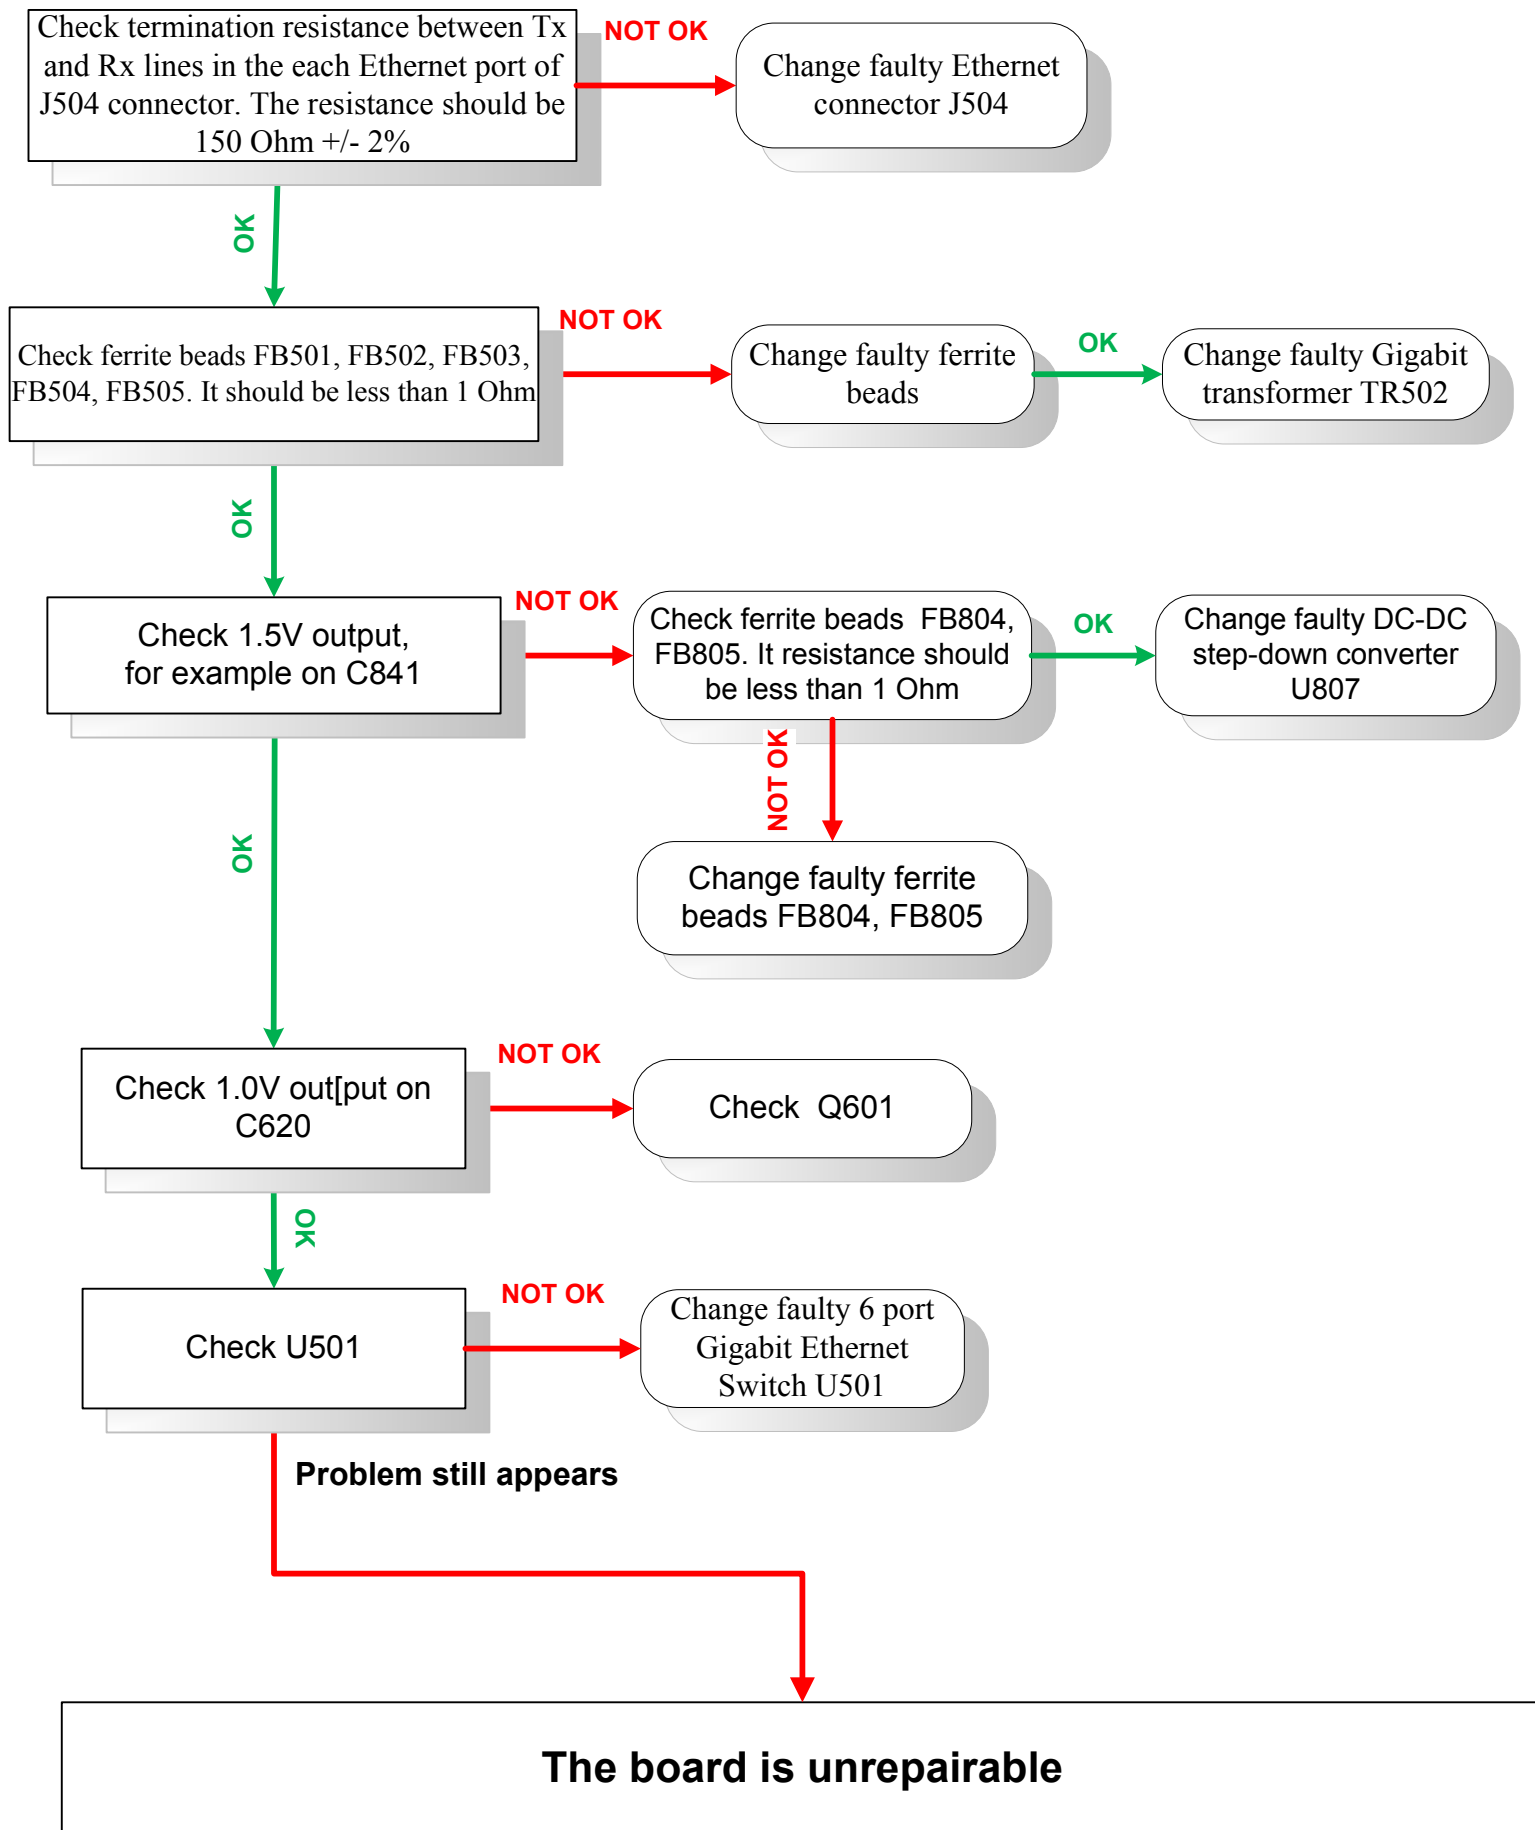 Check termination resistance between Tx
and Rx lines in the each Ethernet port of
J504 connector. The resistance should be
150 Ohm +/- 2%
NOT OK
Change faulty Ethernet
connector J504
OK
Check ferrite beads FB501, FB502, FB503,
FB504, FB505. It should be less than 1 Ohm
NOT OK
Change faulty ferrite
beads
OK
Change faulty Gigabit
transformer TR502
OK
Check 1.5V output,
for example on C841
NOT OK
Check ferrite beads  FB804,
FB805. It resistance should
be less than 1 Ohm
OK
Change faulty DC-DC
step-down converter
U807
NOT OK
Change faulty ferrite
beads FB804, FB805
OK
Check 1.0V out[put on
C620
NOT OK
Check  Q601
OK
Check U501
NOT OK
Change faulty 6 port
Gigabit Ethernet
Switch U501
Problem still appears
The board is unrepairable